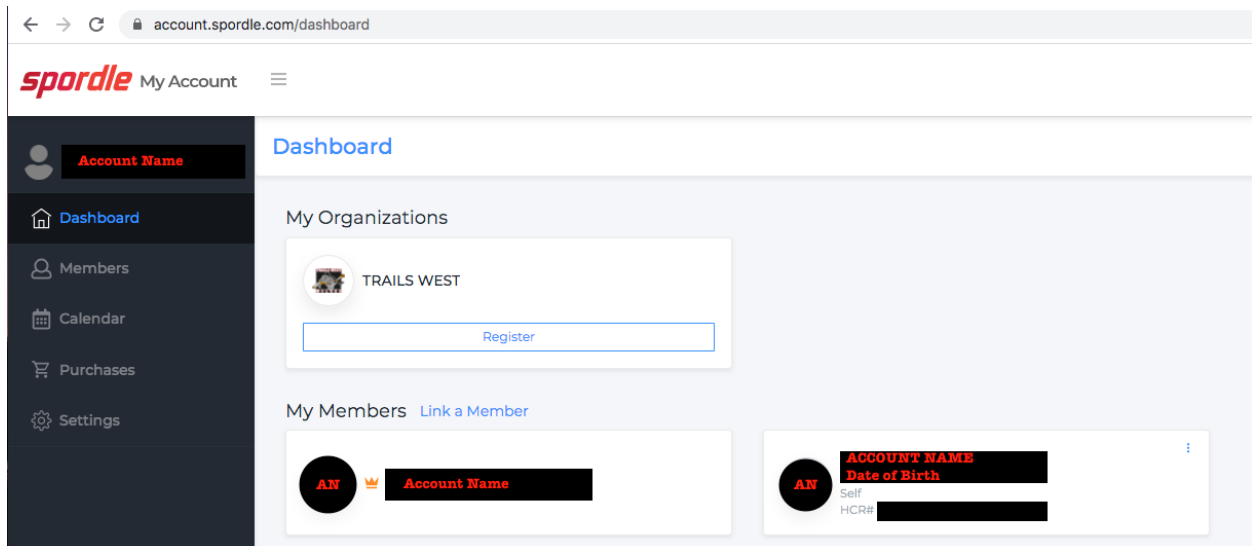 account.spordle.com/dashboard
spordle My Account
Account Name
Dashboard
Members
Calendar
Purchases
Settings
Dashboard
My Organizations
TRAILS WEST
Register
My Members Link a Member
AN Account Name
AN
ACCOUNT NAME
Date of Birth
Self
HCR#